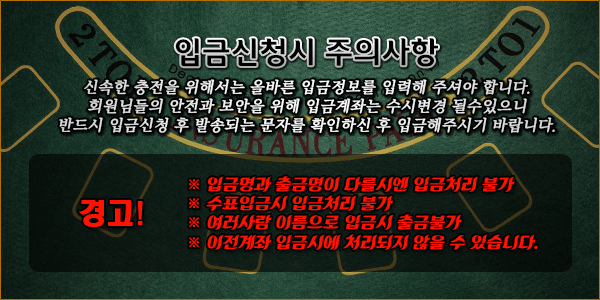 입금신청시 주의사항
신속한 충전을 위해서는 올바른 입금정보를 입력해 주셔야 합니다.
회원님들의 안전과 보안을 위해 입금계좌는 수시변경 될수있으니
반드시 입금신청 후 발송되는 문자를 확인하신 후 입금해주시기 바랍니다.
2 TO1
2 TO1
INSURANCE PA
경고!
※ 입금명과 출금명이 다를시엔 입금처리 불가
※ 수표입금시 입금처리 불가
※ 여러사람 이름으로 입금시 출금불가
※ 이전계좌 입금시에 처리되지 않을 수 있습니다.